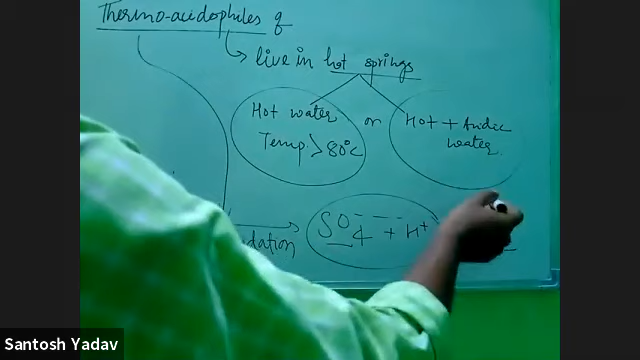 Thermo-acidophiles
live in hot springs
Hot water or Hot + Acidic
Temp. > 80°c water
SO4-- + H+
dation
Santosh Yadav